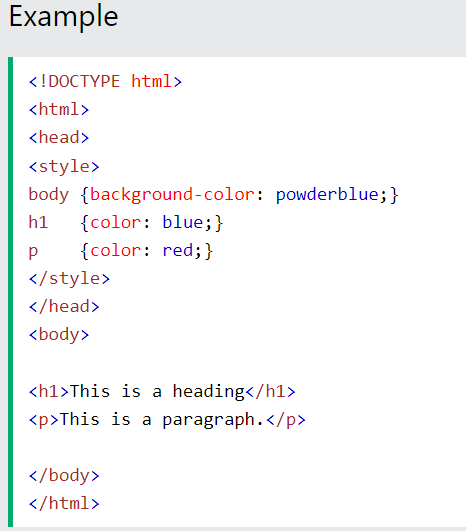 Example
<!DOCTYPE html>
<html>
<head>
<style>
body {background-color: powderblue;}
h1   {color: blue;}
p    {color: red;}
</style>
</head>
<body>

<h1>This is a heading</h1>
<p>This is a paragraph.</p>

</body>
</html>